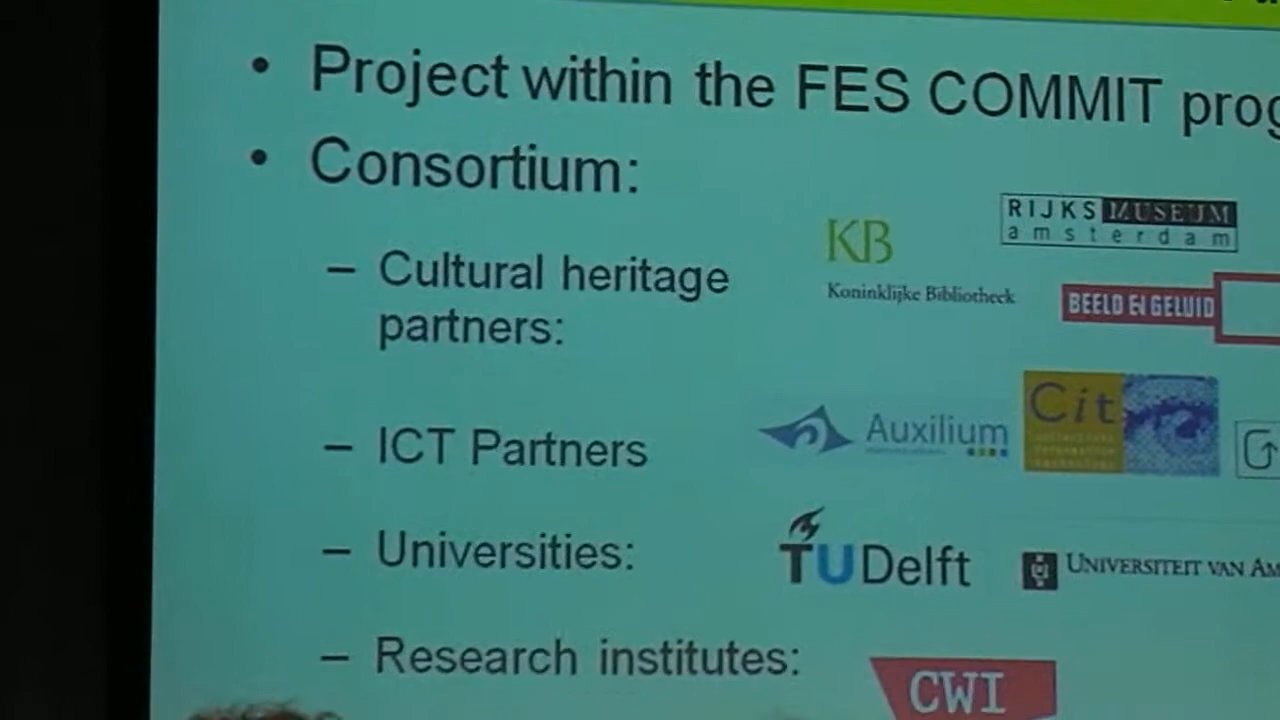 • Project within the FES COMMIT prog
• Consortium:
RIJKS MUSEUM
amsterdam
KB
Koninklijke Bibliotheek
– Cultural heritage
partners:
BEELD EN GELUID
– ICT Partners
Auxilium
Cit
– Universities:
TU Delft
UNIVERSITEIT VAN AM
– Research institutes:
CWI